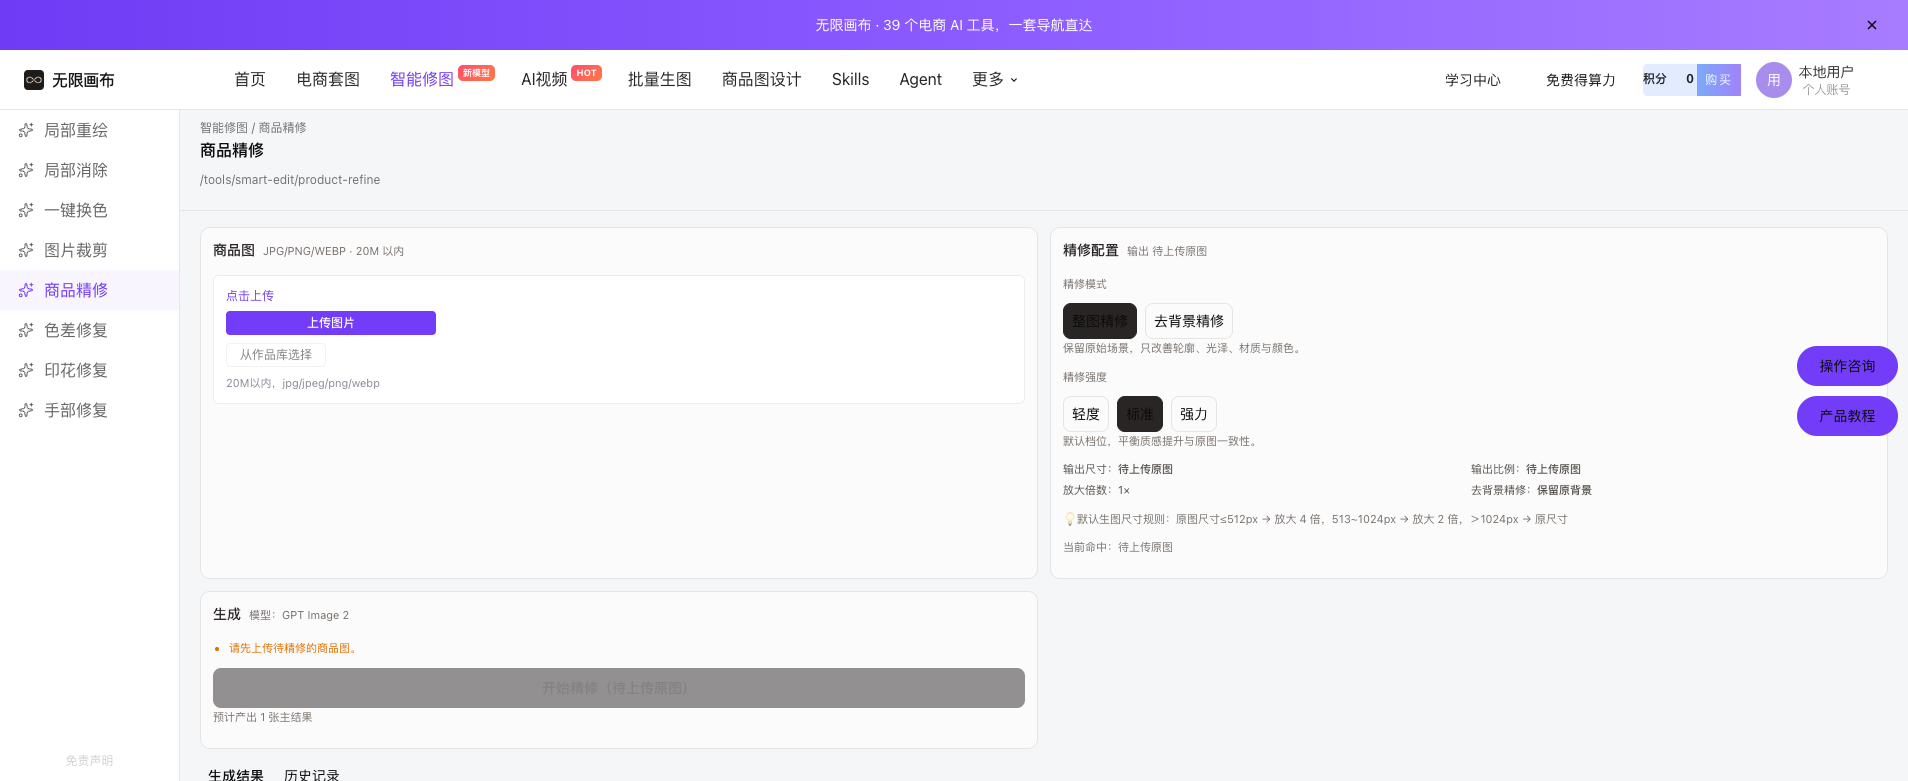 无限画布 · 39 个电商 AI 工具，一套导航直达
×
无限画布
首页
电商套图
智能修图
新模型
AI视频
HOT
批量生图
商品图设计
Skills
Agent
更多
学习中心
免费得算力
积分 0
购买
用
本地用户
个人账号
局部重绘
局部消除
一键换色
图片裁剪
商品精修
色差修复
印花修复
手部修复
免责声明
智能修图 / 商品精修
商品精修
/tools/smart-edit/product-refine
商品图 JPG/PNG/WEBP · 20M 以内
点击上传
上传图片
从作品库选择
20M以内，jpg/jpeg/png/webp
精修配置 输出 待上传原图
精修模式
整图精修
去背景精修
保留原始场景，只改善轮廓、光泽、材质与颜色。
精修强度
轻度
标准
强力
默认档位，平衡质感提升与原图一致性。
输出尺寸：待上传原图
输出比例：待上传原图
放大倍数：1×
去背景精修：保留原背景
💡默认生图尺寸规则：原图尺寸≤512px → 放大 4 倍，513~1024px → 放大 2 倍，＞1024px → 原尺寸
当前命中：待上传原图
操作咨询
产品教程
生成 模型：GPT Image 2
• 请先上传待精修的商品图。
开始精修（待上传原图）
预计产出 1 张主结果
生成结果
历史记录